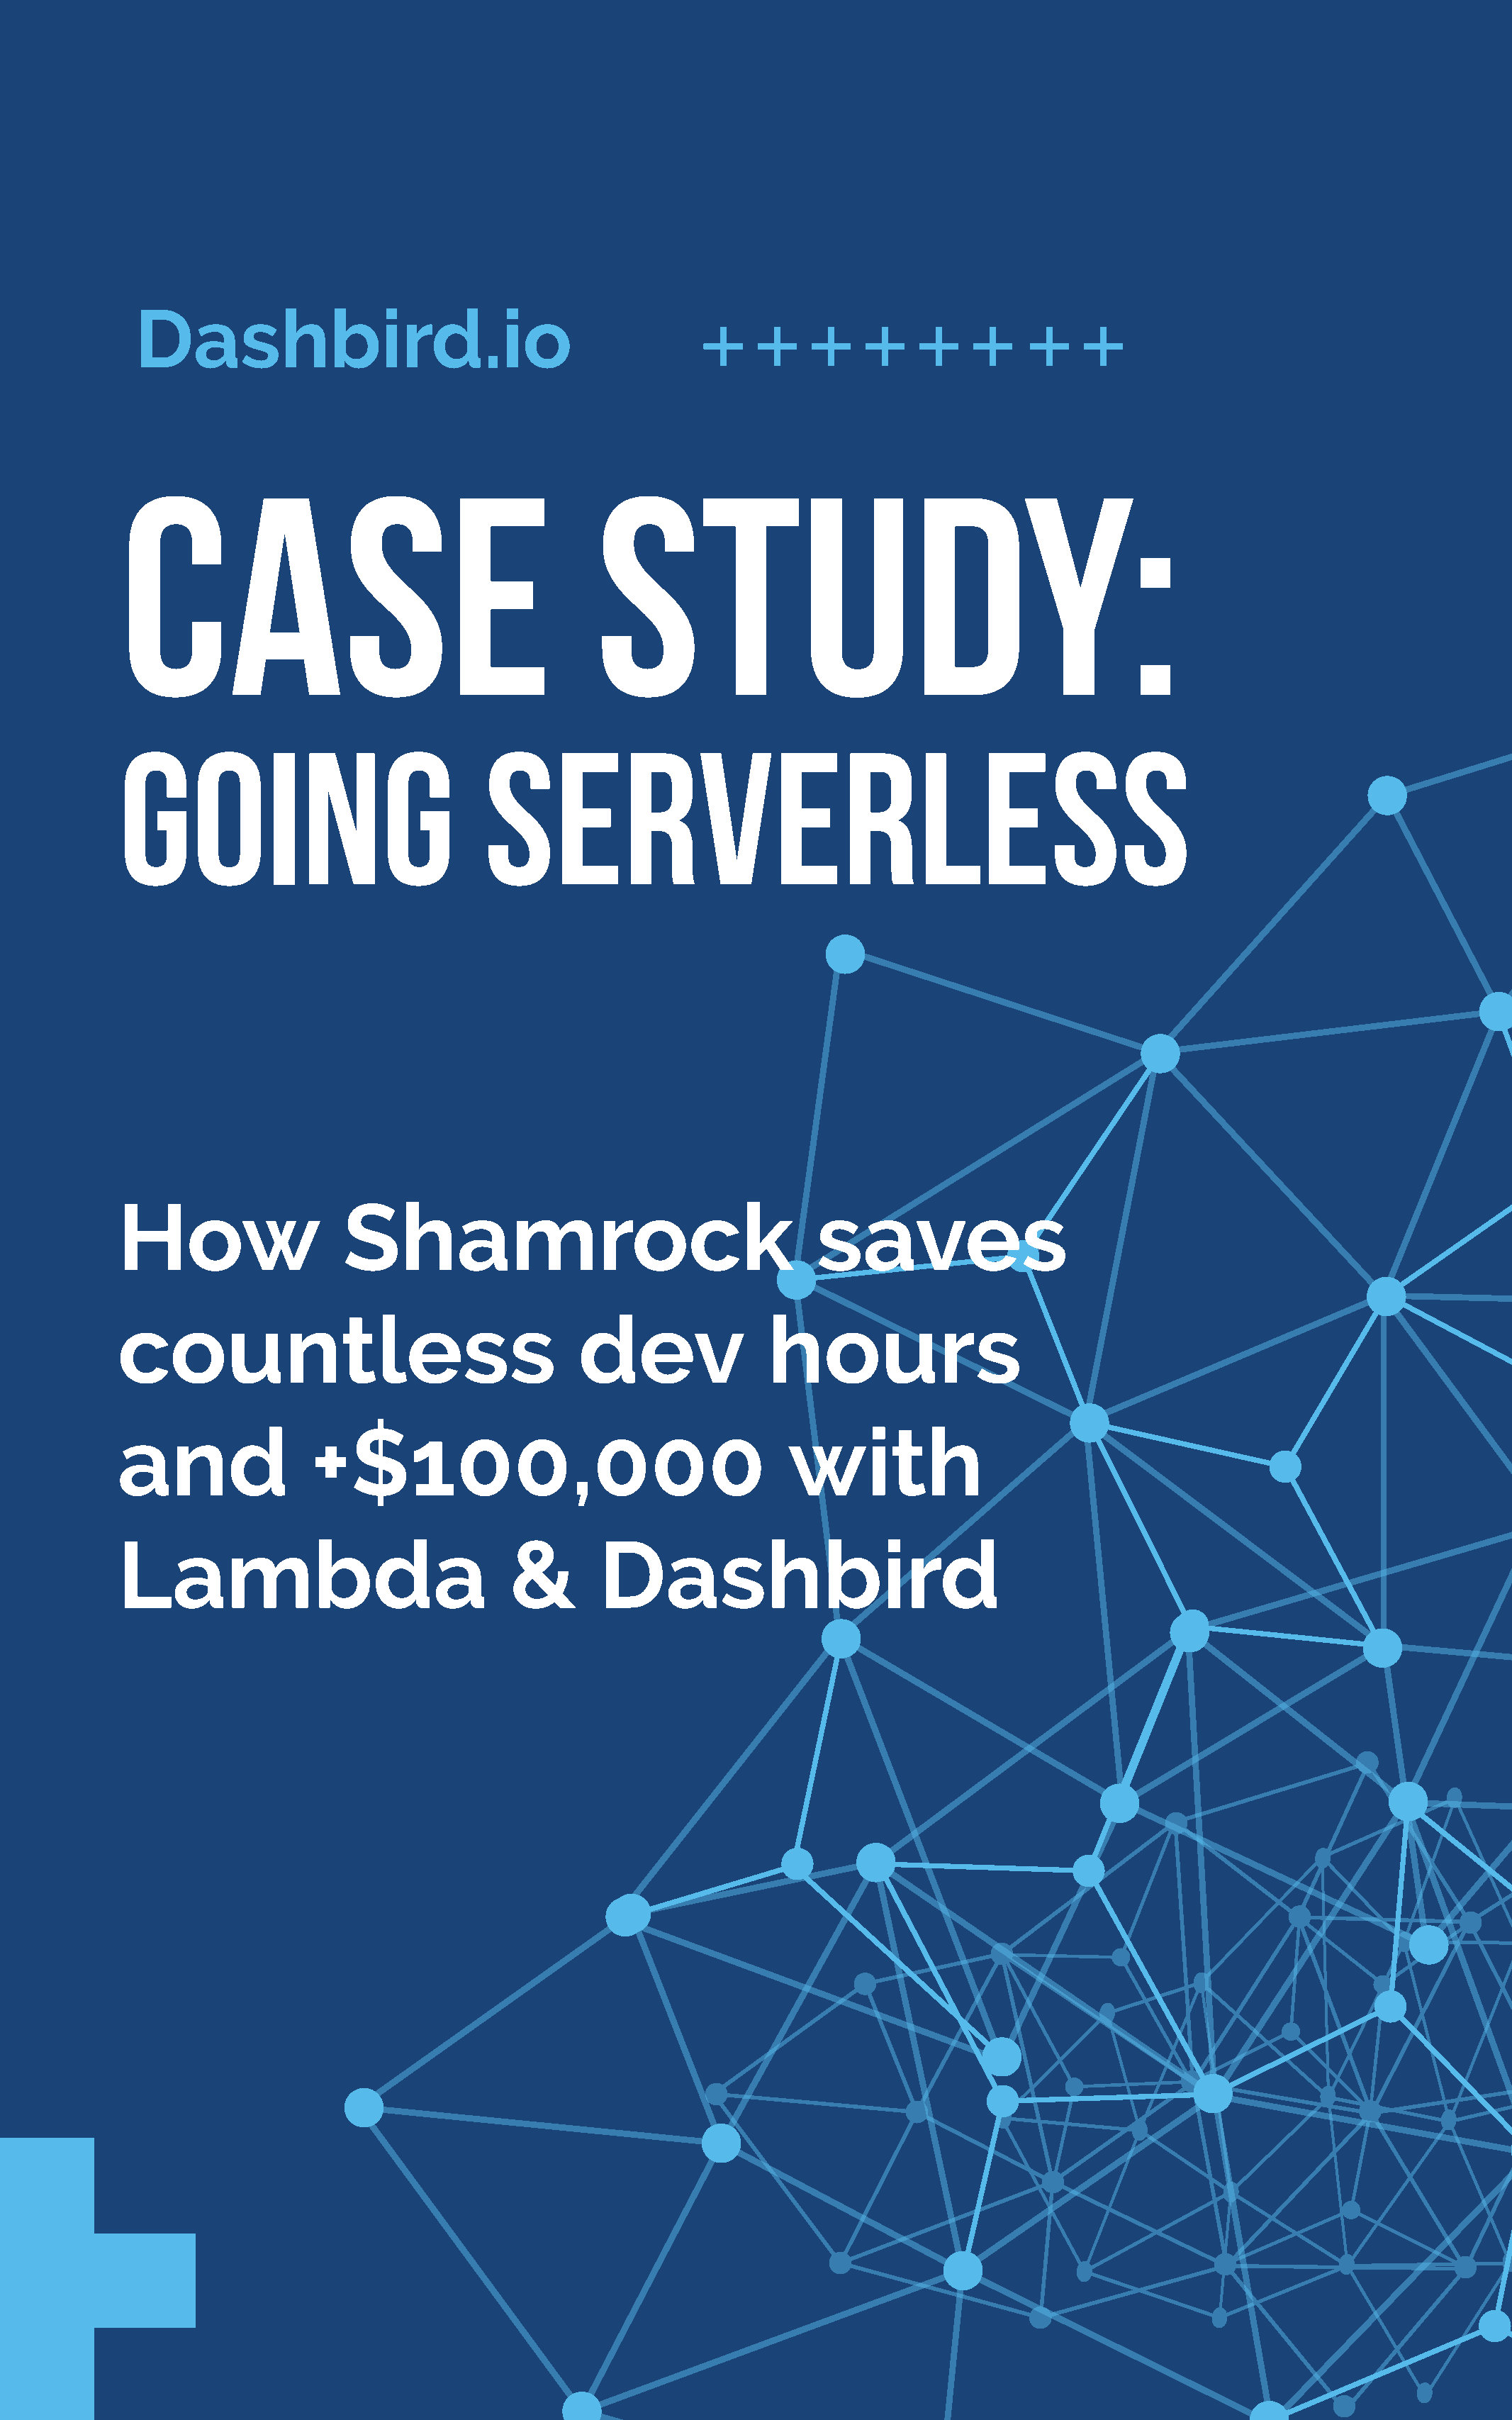 Dashbird.io ++++++++
CASE STUDY:
GOING SERVERLESS
How Shamrock saves
countless dev hours
and +$100,000 with
Lambda & Dashbird